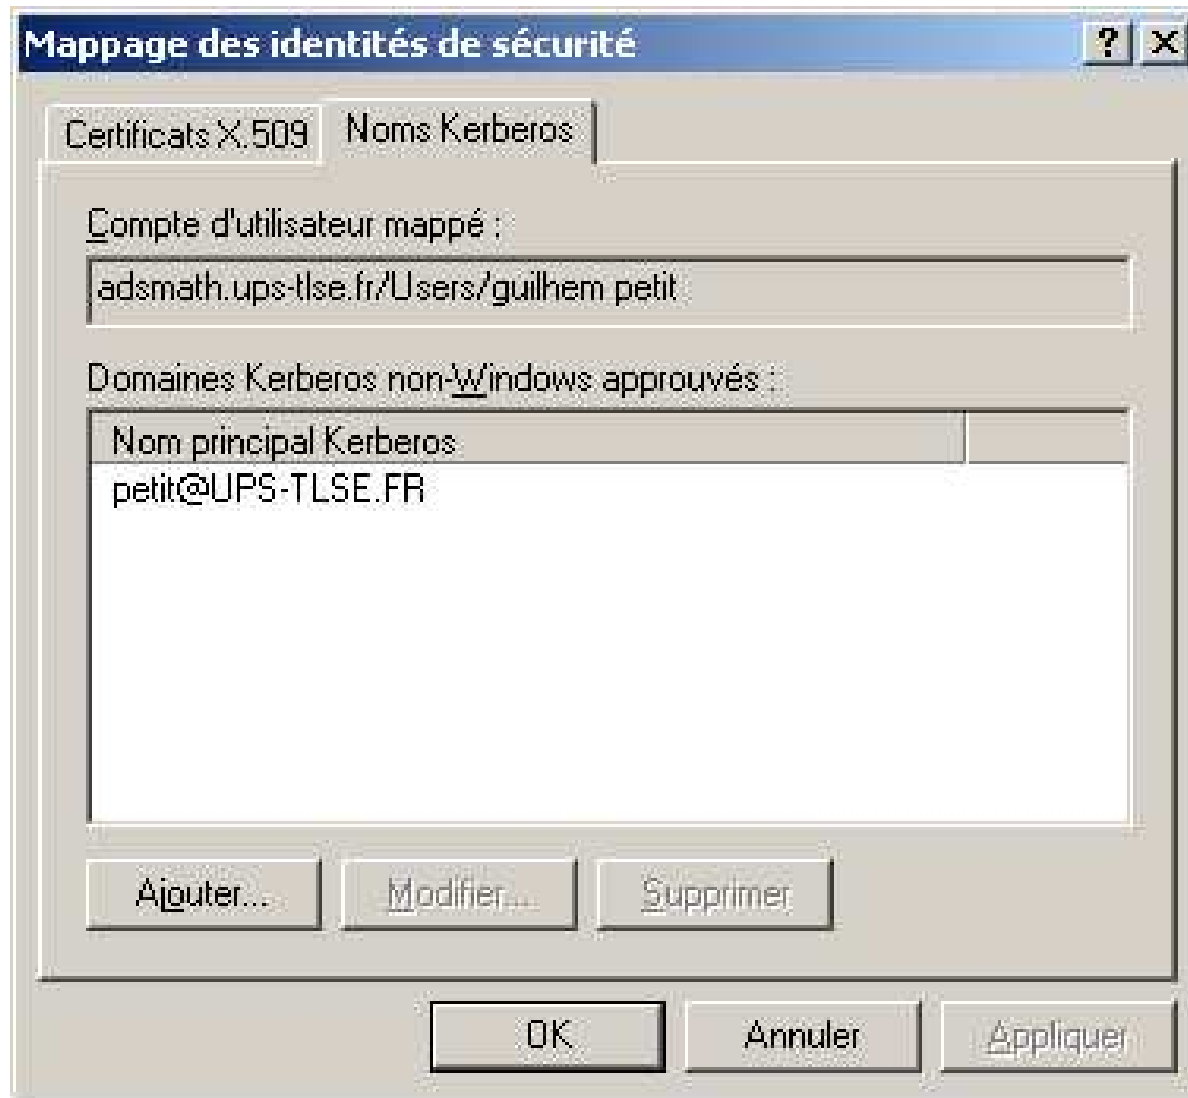 Mappage des identités de sécurité
Certificats X.509 Noms Kerberos
Compte d'utilisateur mappé :
adsmath.ups-tlse.fr/Users/guilhem petit
Domaines Kerberos non-Windows approuvés :
Nom principal Kerberos
petit@UPS-TLSE.FR
Ajouter... Modifier... Supprimer
OK Annuler Appliquer